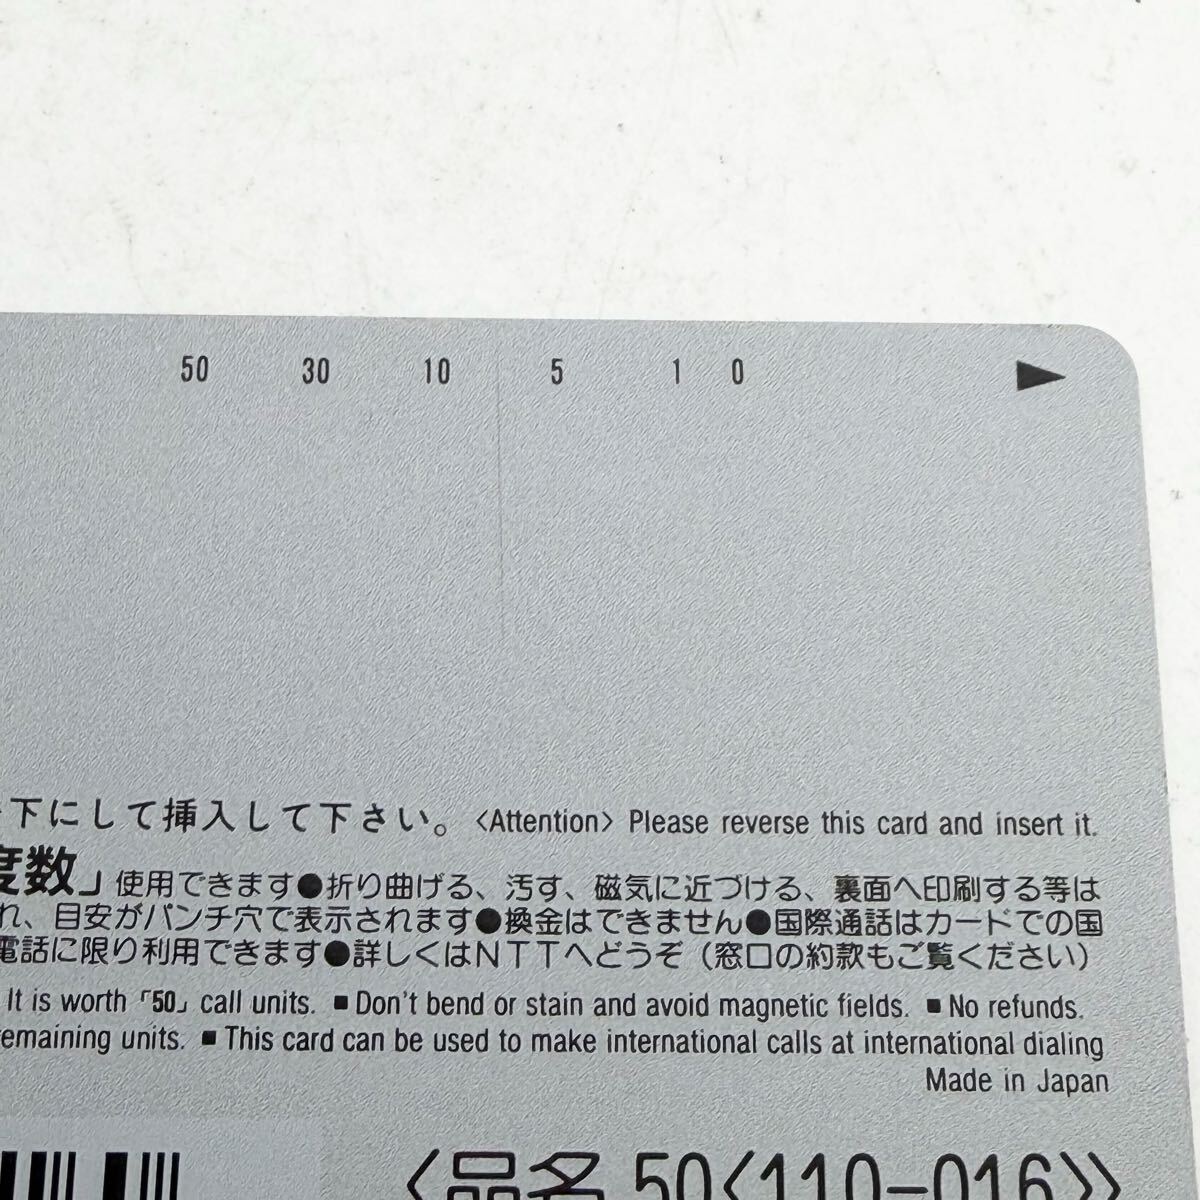 50 30 10 5 1 0 ▶
下にして挿入して下さい。<Attention> Please reverse this card and insert it.
度数」使用できます●折り曲げる、汚す、磁気に近づける、裏面へ印刷する等は
れ、目安がパンチ穴で表示されます●換金はできません●国際通話はカードでの国
電話に限り利用できます●詳しくはNTTへどうぞ(窓口の約款もご覧ください)
It is worth「50」call units. ■Don't bend or stain and avoid magnetic fields. ■No refunds.
remaining units. ■This card can be used to make international calls at international dialing
Made in Japan
〈品名 50〈110-016〉〉